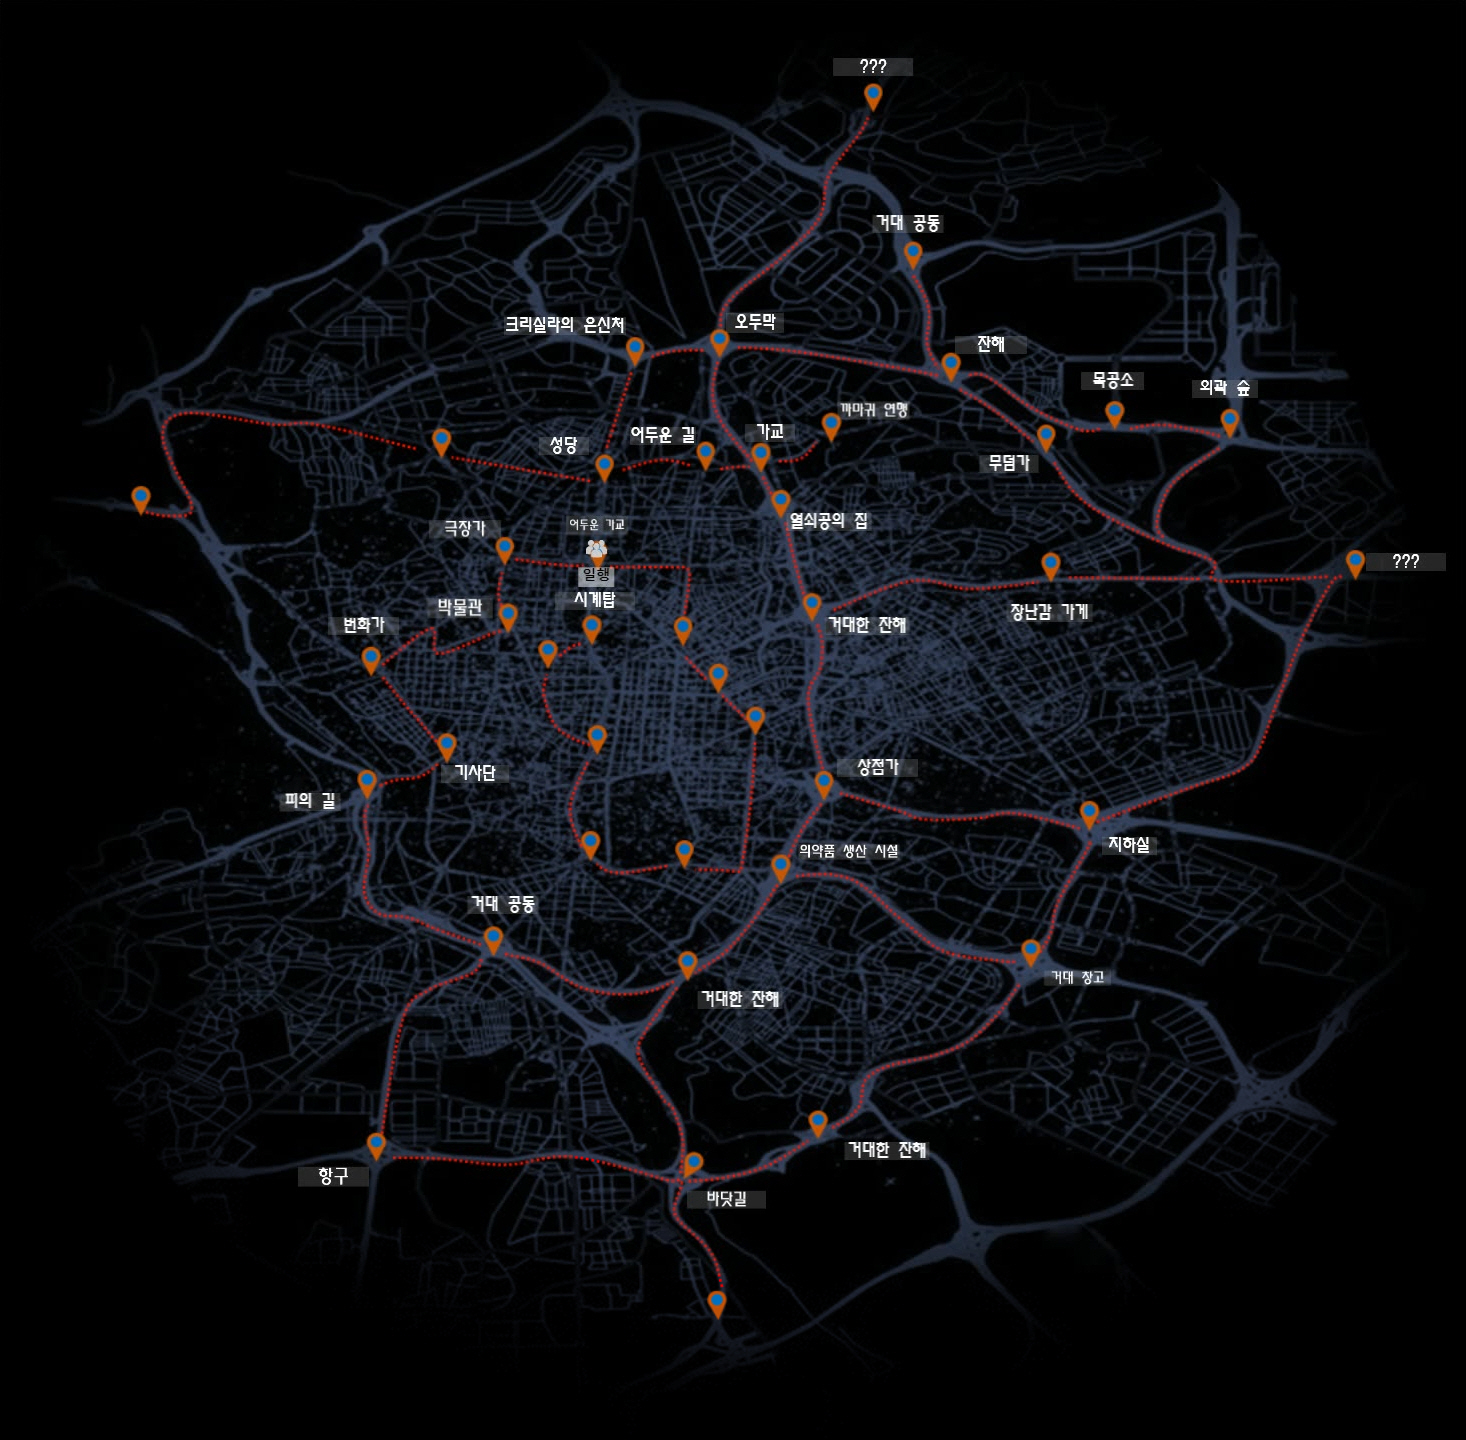 ???
거대 공동
오두막
크리실라의 은신처
잔해
목공소
외곽 숲
까마귀 연맹
가교
어두운 길
성당
무덤가
열쇠공의 집
어두운 가교
극장가
???
일행
시계탑
박물관
장난감 가게
번화가
거대한 잔해
상점가
기사단
피의 길
지하실
의약품 생산 시설
거대 공동
거대 창고
거대한 잔해
거대한 잔해
항구
바닷길